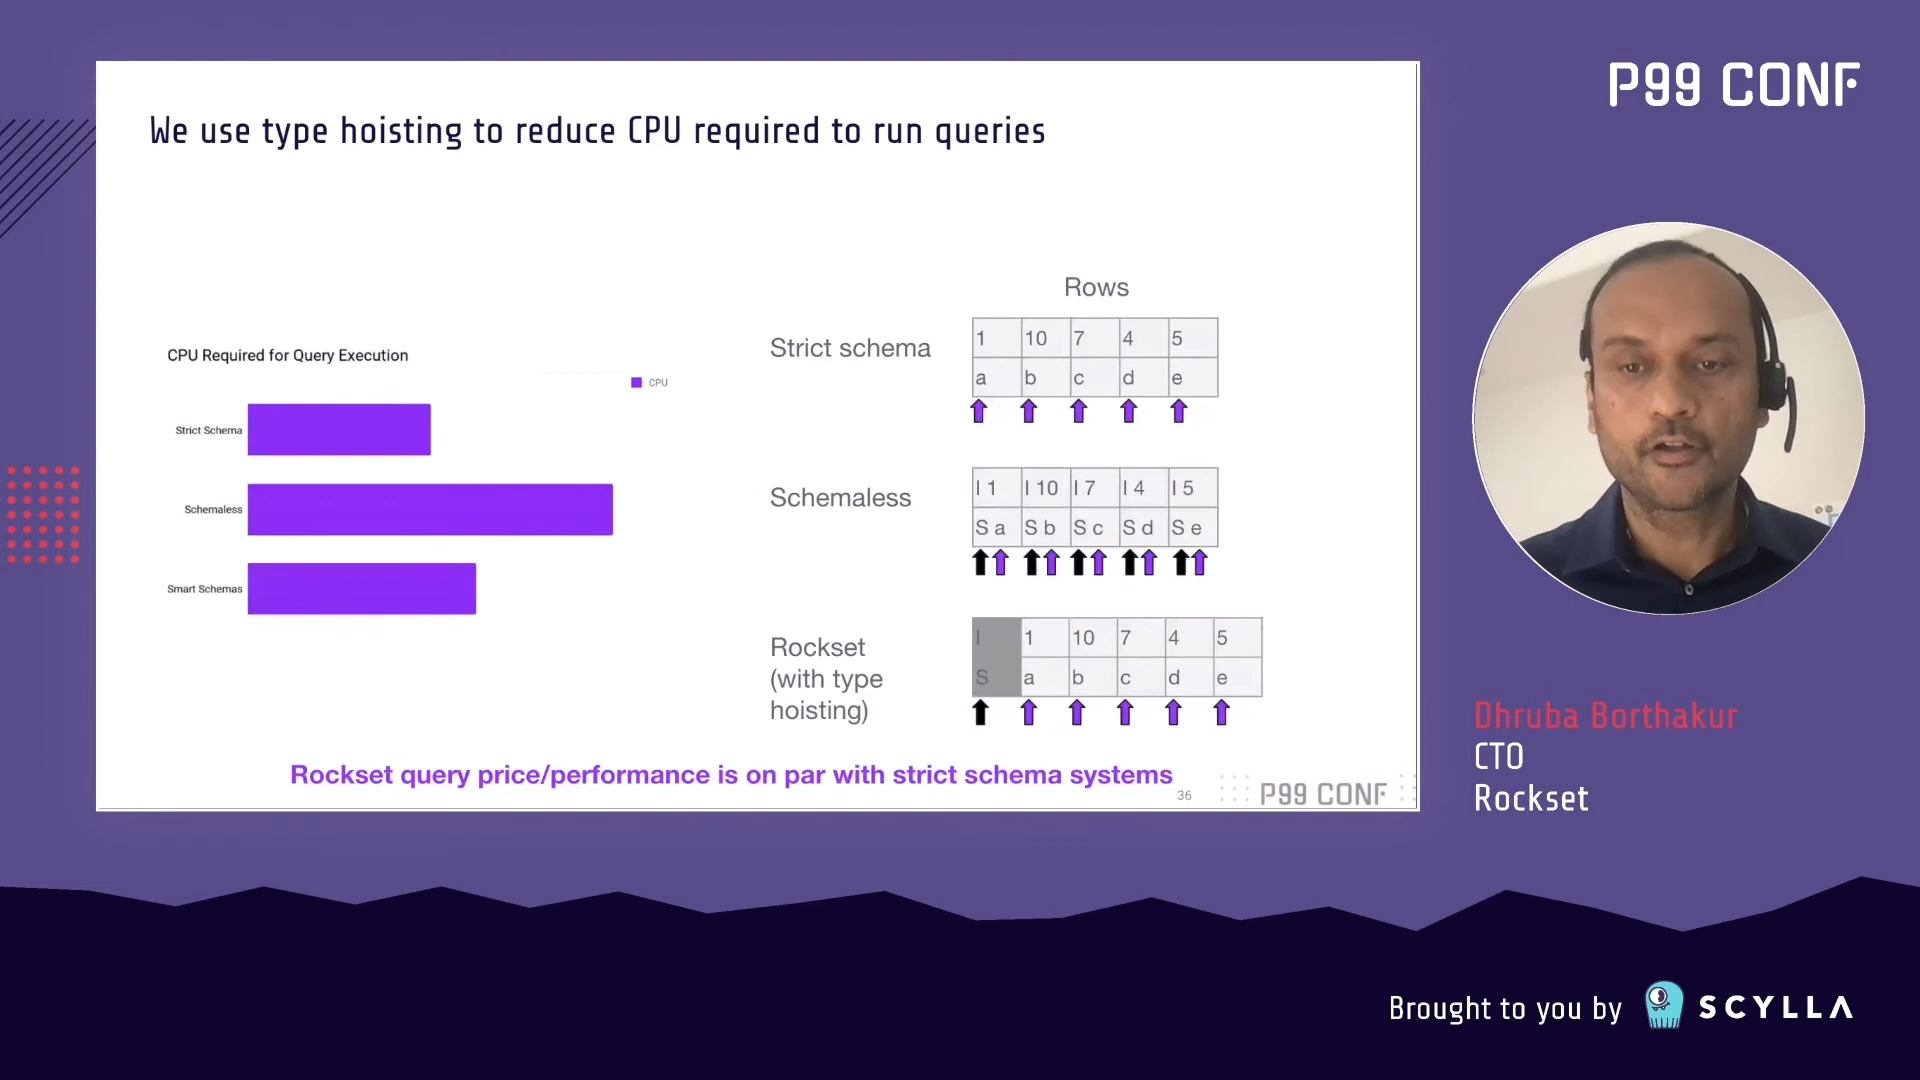 P99 CONF
We use type hoisting to reduce CPU required to run queries
CPU Required for Query Execution
CPU
Strict Schema
Schemaless
Smart Schemas
Rows
Strict schema
1 10 7 4 5
a b c d e
Schemaless
I 1 I 10 I 7 I 4 I 5
S a S b S c S d S e
Rockset
(with type
hoisting)
I 1 10 7 4 5
S a b c d e
Rockset query price/performance is on par with strict schema systems
36
P99 CONF
Dhruba Borthakur
CTO
Rockset
Brought to you by SCYLLA